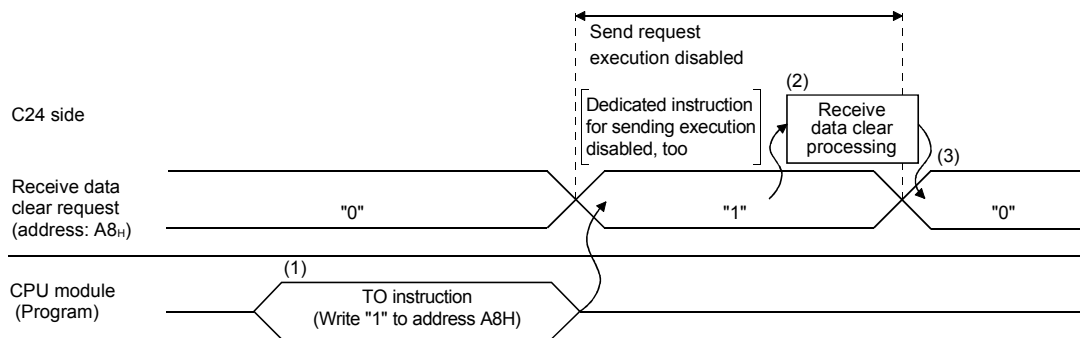 Send request
execution disabled
C24 side
Dedicated instruction
for sending execution
disabled, too
(2)
Receive
data clear
processing
(3)
Receive data
clear request
(address: A8H)
"0"
"1"
"0"
CPU module
(Program)
(1)
TO instruction
(Write "1" to address A8H)